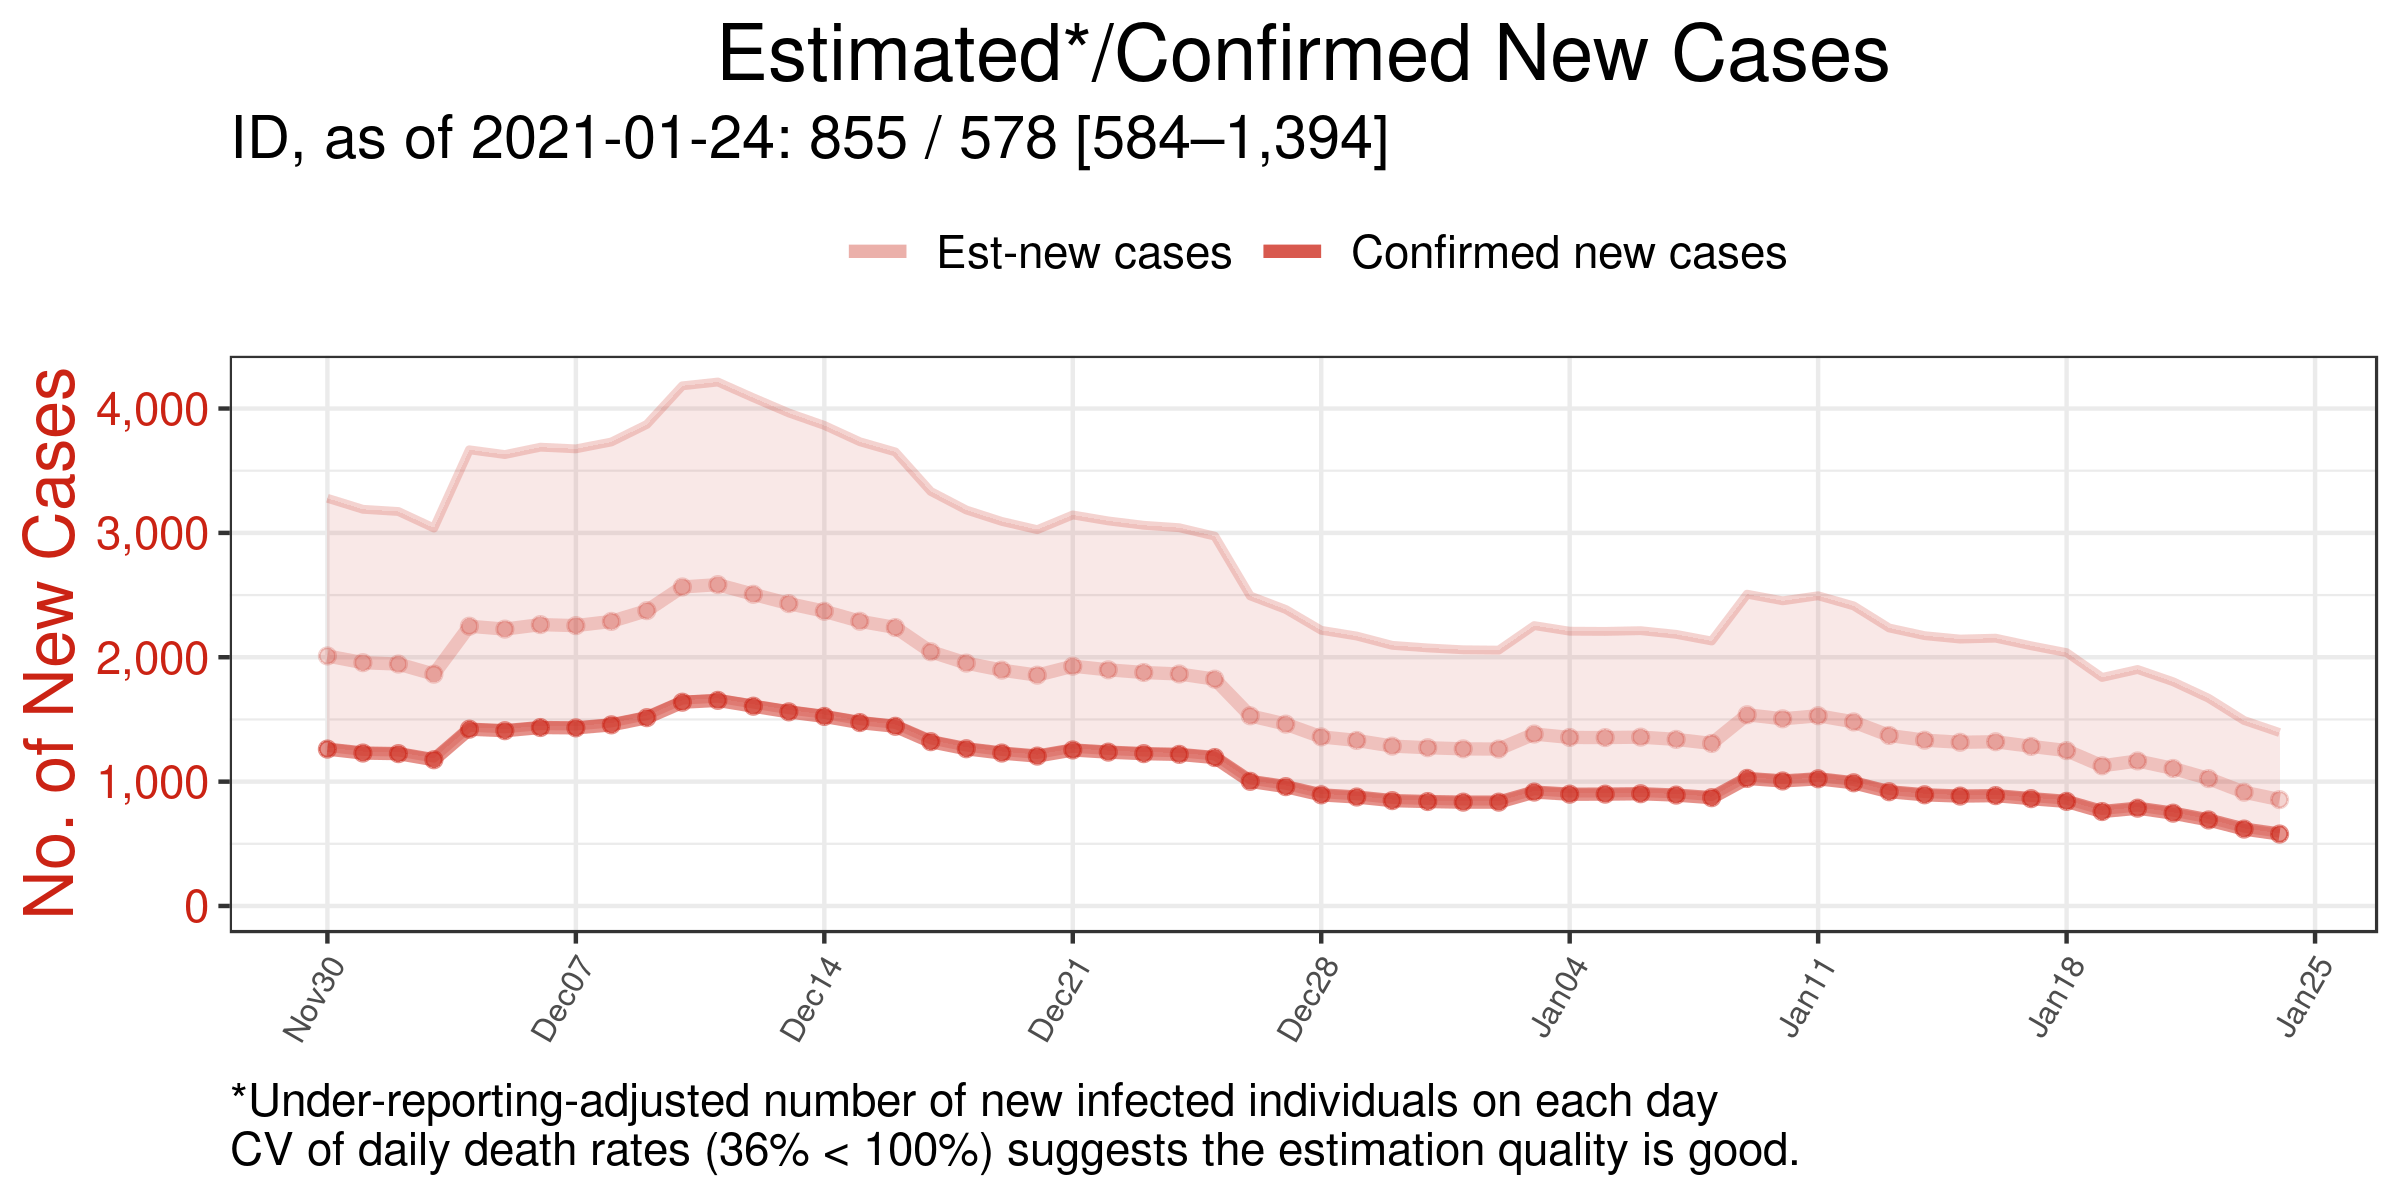 Estimated*/Confirmed New Cases
ID, as of 2021-01-24: 855 / 578 [584–1,394]
Est-new cases Confirmed new cases
No. of New Cases
4,000
3,000
2,000
1,000
0
Nov30 Dec07 Dec14 Dec21 Dec28 Jan04 Jan11 Jan18 Jan25
*Under-reporting-adjusted number of new infected individuals on each day
CV of daily death rates (36% < 100%) suggests the estimation quality is good.